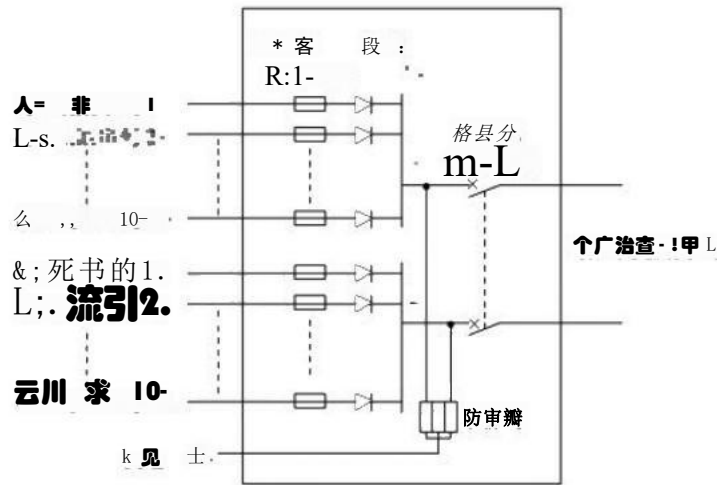 * 客 段 :
R:1-
人= 非 1
L-s.
格县分
m-L
么 ,, 10-
个广治查-!甲 L
&;死书的1.
L;. 流引2.
云川 求 10-
防审瓣
k 见 士.